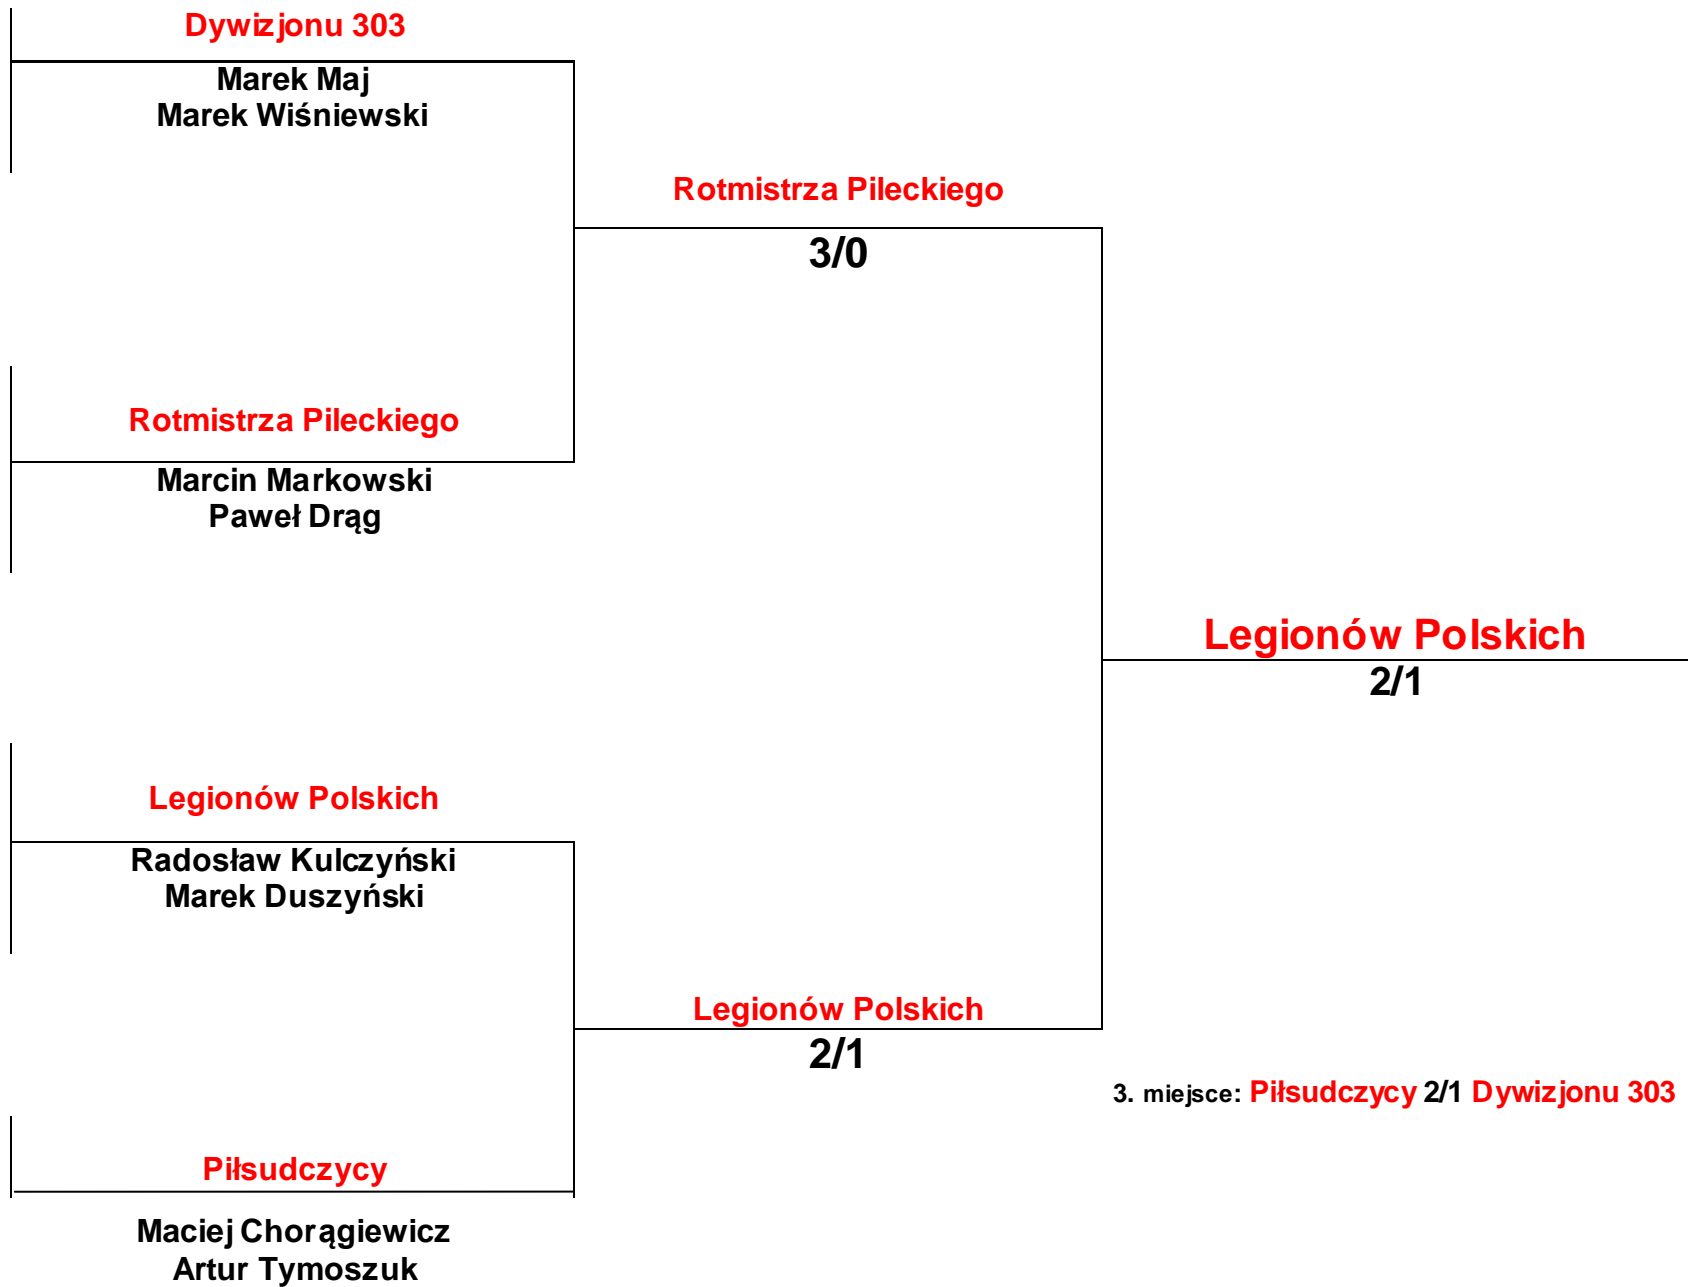 Dywizjonu 303
Marek Maj
Marek Wiśniewski
Rotmistrza Pileckiego
3/0
Rotmistrza Pileckiego
Marcin Markowski
Paweł Drąg
Legionów Polskich
2/1
Legionów Polskich
Radosław Kulczyński
Marek Duszyński
Legionów Polskich
2/1
3. miejsce: Piłsudczycy 2/1 Dywizjonu 303
Piłsudczycy
Maciej Chorągiewicz
Artur Tymoszuk